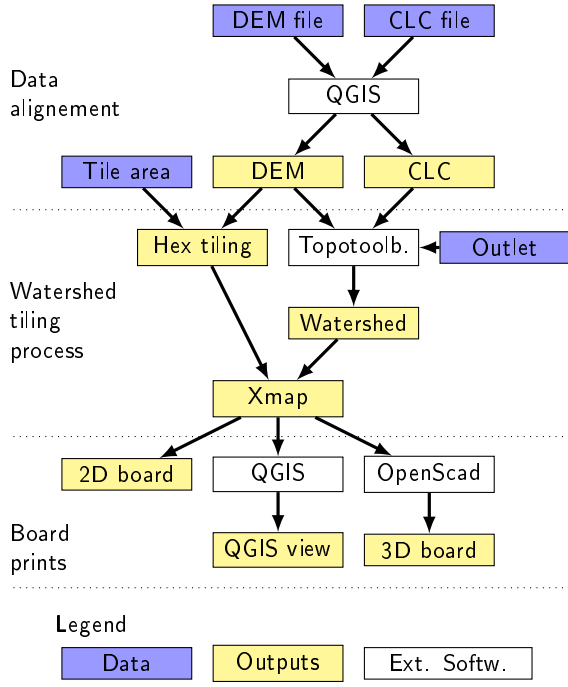 DEM file
CLC file
Data
alignement
QGIS
Tile area
DEM
CLC
Hex tiling
Topotoolb.
Outlet
Watershed
tiling
process
Watershed
Xmap
2D board
QGIS
OpenScad
Board
prints
QGIS view
3D board
Legend
Data
Outputs
Ext. Softw.